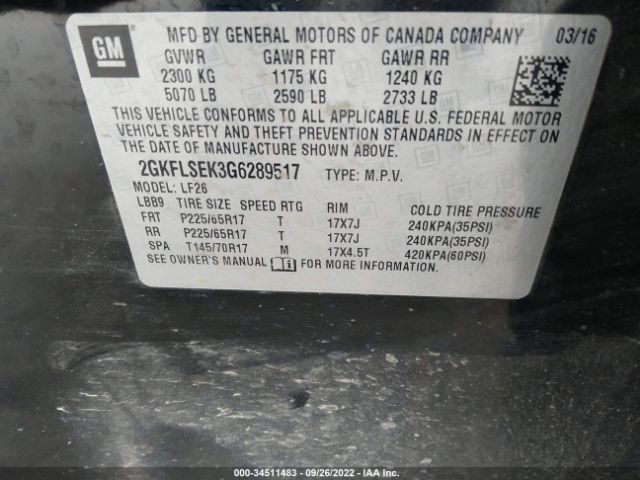 GM
MFD BY GENERAL MOTORS OF CANADA COMPANY 03/16
GVWR GAWR FRT GAWR RR
2300 KG 1175 KG 1240 KG
5070 LB 2590 LB 2733 LB
THIS VEHICLE CONFORMS TO ALL APPLICABLE U.S. FEDERAL MOTOR
VEHICLE SAFETY AND THEFT PREVENTION STANDARDS IN EFFECT ON
THE DATE OF MANUFACTURE SHOWN ABOVE.
2GKFLSEK3G6289517 TYPE: M.P.V.
MODEL: LF26
LBB9 TIRE SIZE SPEED RTG RIM COLD TIRE PRESSURE
FRT P225/65R17 T 17X7J 240KPA(35PSI)
RR P225/65R17 T 17X7J 240KPA(35PSI)
SPA T145/70R17 M 17X4.5T 420KPA(60PSI)
SEE OWNER'S MANUAL FOR MORE INFORMATION
000-34511483 - 09/26/2022 - IAA Inc.